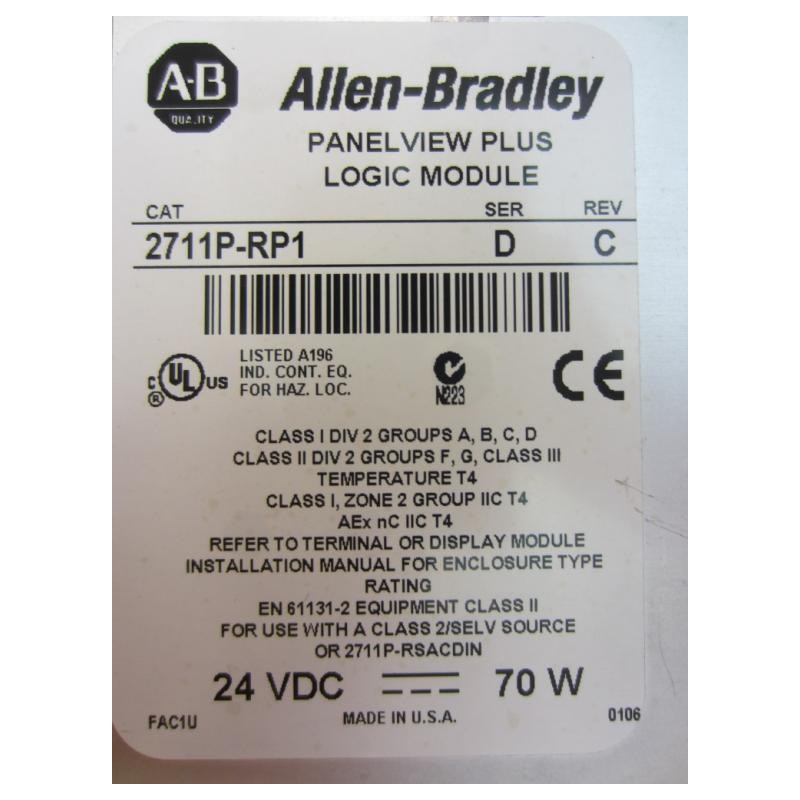 A-B
QUALITY
Allen-Bradley
PANELVIEW PLUS
LOGIC MODULE
CAT SER REV
2711P-RP1 D C
C UL US
®
LISTED A196
IND. CONT. EQ.
FOR HAZ. LOC.
N223
CE
CLASS I DIV 2 GROUPS A, B, C, D
CLASS II DIV 2 GROUPS F, G, CLASS III
TEMPERATURE T4
CLASS I, ZONE 2 GROUP IIC T4
AEx nC IIC T4
REFER TO TERMINAL OR DISPLAY MODULE
INSTALLATION MANUAL FOR ENCLOSURE TYPE
RATING
EN 61131-2 EQUIPMENT CLASS II
FOR USE WITH A CLASS 2/SELV SOURCE
OR 2711P-RSACDIN
24 VDC 70 W
FAC1U MADE IN U.S.A. 0106